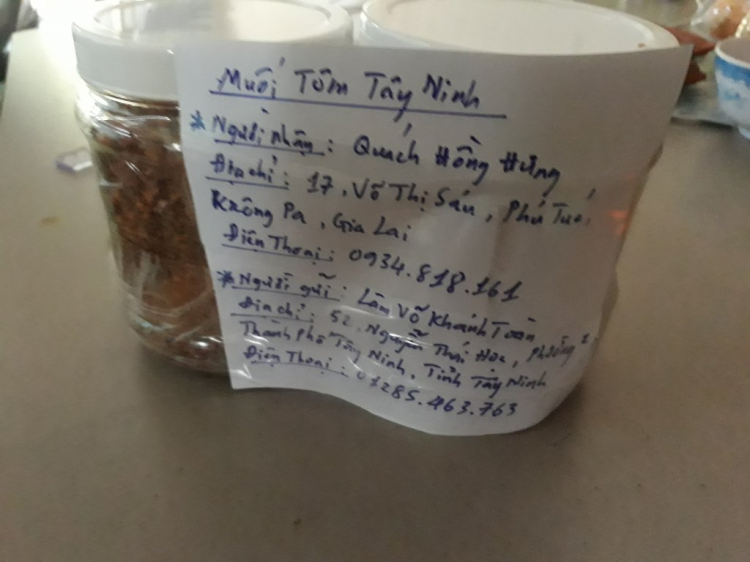 Muối Tôm Tây Ninh
* Người nhận : Quách Hồng Hưng
Địa chỉ : 17, Võ Thị Sáu, Phú Túc,
Krông Pa, Gia Lai
Điện Thoại : 0934.818.161
* Người gửi : Lâm Võ Khánh Toàn
Địa chỉ : 52, Nguyễn Thái Học, Phường 2
Thành Phố Tây Ninh, Tỉnh Tây Ninh
Điện Thoại : 01285.463.763